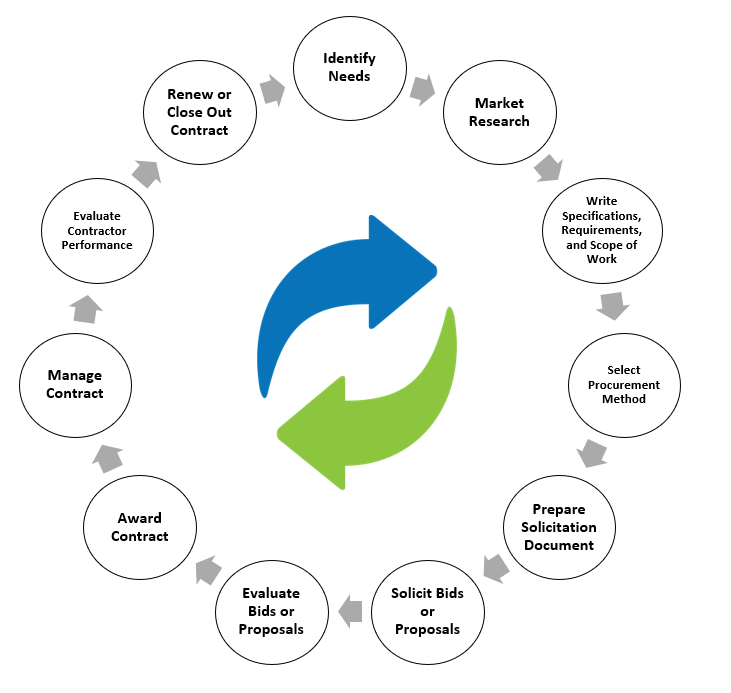 Identify
Needs
Market
Research
Write
Specifications,
Requirements,
and Scope of
Work
Select
Procurement
Method
Prepare
Solicitation
Document
Solicit Bids
or
Proposals
Evaluate
Bids or
Proposals
Award
Contract
Manage
Contract
Evaluate
Contractor
Performance
Renew or
Close Out
Contract